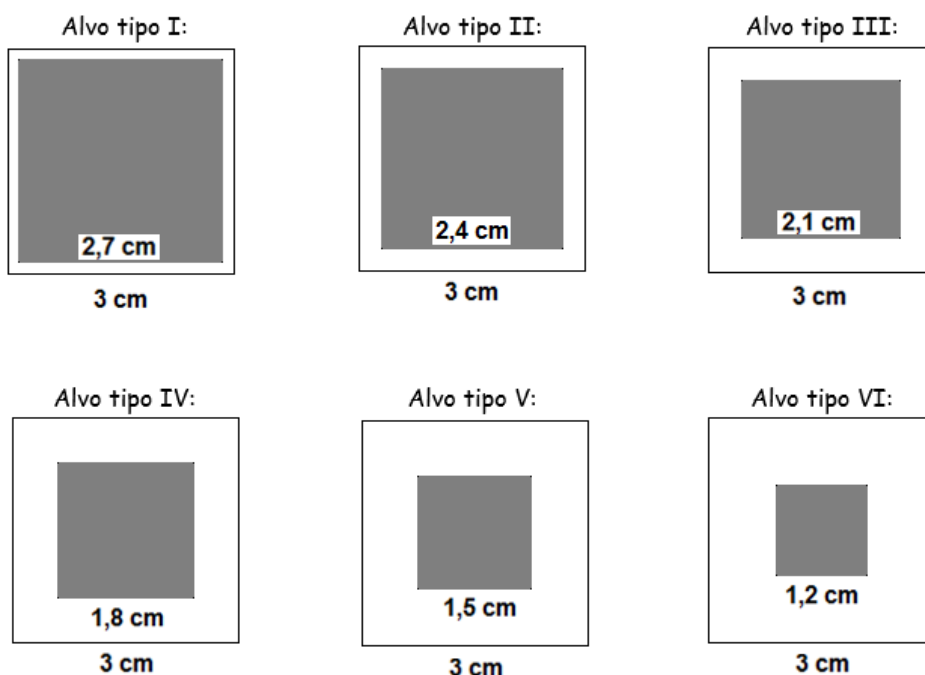 Alvo tipo I:
Alvo tipo II:
Alvo tipo III:
2,7 cm
2,4 cm
2,1 cm
3 cm
3 cm
3 cm
Alvo tipo IV:
Alvo tipo V:
Alvo tipo VI:
1,8 cm
1,5 cm
1,2 cm
3 cm
3 cm
3 cm